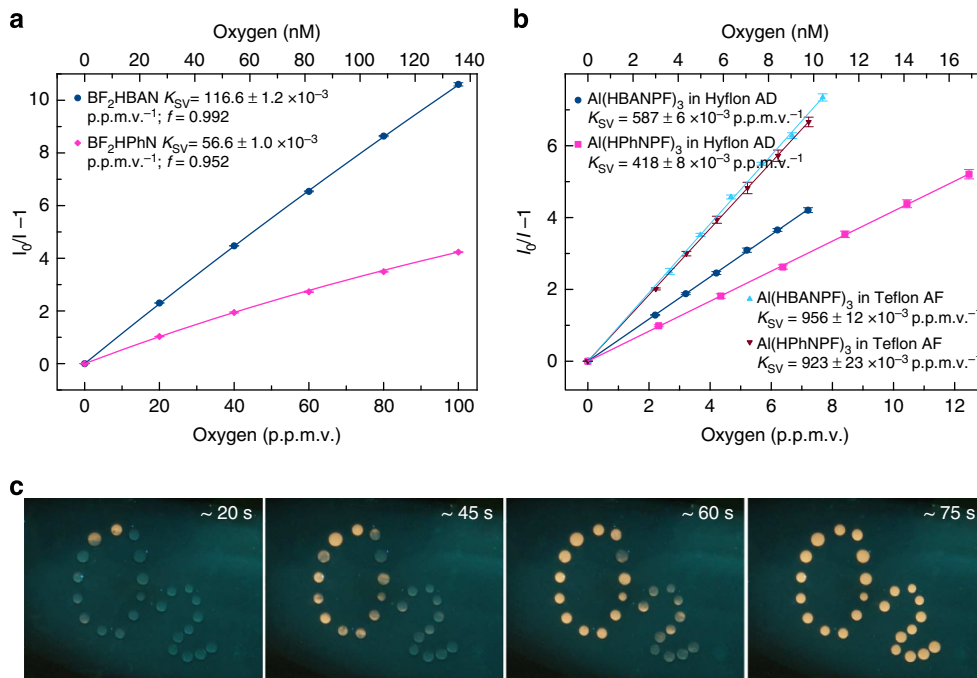 a
Oxygen (nM)
0 20 40 60 80 100 120 140
10
8
6
4
2
0
I₀/I −1
BF₂HBAN K_SV = 116.6 ± 1.2 ×10⁻³
p.p.m.v.⁻¹; f = 0.992
BF₂HPhN K_SV = 56.6 ± 1.0 ×10⁻³
p.p.m.v.⁻¹; f = 0.952
0 20 40 60 80 100
Oxygen (p.p.m.v.)
b
Oxygen (nM)
0 2 4 6 8 10 12 14 16
6
4
2
0
I₀/I −1
Al(HBANPF)₃ in Hyflon AD
K_SV = 587 ± 6 ×10⁻³ p.p.m.v.⁻¹
Al(HPhNPF)₃ in Hyflon AD
K_SV = 418 ± 8 ×10⁻³ p.p.m.v.⁻¹
Al(HBANPF)₃ in Teflon AF
K_SV = 956 ± 12 ×10⁻³ p.p.m.v.⁻¹
Al(HPhNPF)₃ in Teflon AF
K_SV = 923 ± 23 ×10⁻³ p.p.m.v.⁻¹
0 2 4 6 8 10 12
Oxygen (p.p.m.v.)
c
~ 20 s
~ 45 s
~ 60 s
~ 75 s